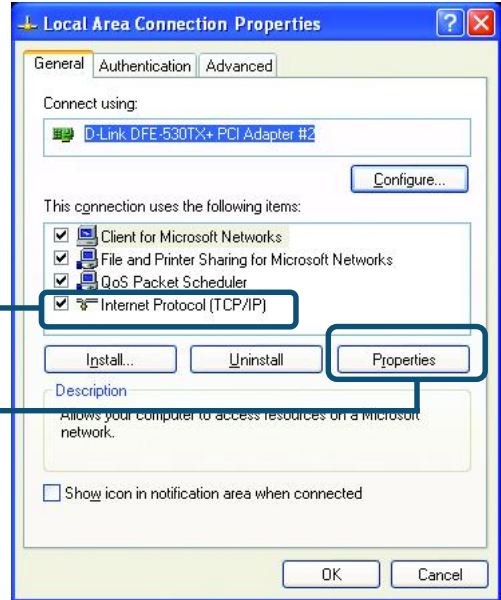 Local Area Connection Properties
General Authentication Advanced
Connect using:
D-Link DFE-530TX+ PCI Adapter #2
Configure...
This connection uses the following items:
Client for Microsoft Networks
File and Printer Sharing for Microsoft Networks
QoS Packet Scheduler
Internet Protocol (TCP/IP)
Install... Uninstall Properties
Description
Allows your computer to access resources on a Microsoft
network.
Show icon in notification area when connected
OK Cancel